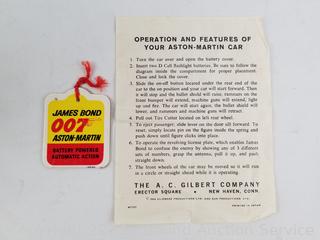 JAMES BOND
007
ASTON-MARTIN
BATTERY POWERED
AUTOMATIC ACTION
OPERATION AND FEATURES OF
YOUR ASTON-MARTIN CAR
1. Turn the car over and open the battery cover.
2. Insert two D Cell flashlight batteries. Be sure to follow the
diagram inside the compartment for proper placement.
Close and lock the cover.
3. Slide the on-off button located under the rear end of the
car to the on position and your car will start forward. Then
it will stop and the bullet shield will raise, rammers on the
front bumper will extend, machine guns will extend, light
up and fire. The car will start again, the bullet shield will
lower, and rammers and machine guns will retract.
4. Pull out Tire Cutter located on left rear wheel.
5. To eject passenger, slide lever on the door sill forward. To
reset, simply locate pin on the figure inside the spring and
push down until figure clicks into place.
6. To operate the revolving license plate, which enables James
Bond to confuse the enemy by showing any of 3 different
sets of numbers, grasp the antenna, pull it up, and push
straight down.
7. The front wheels of the car may be moved so it will run
in a circle or straight ahead while it is operating.
THE A. C. GILBERT COMPANY
ERECTOR SQUARE • NEW HAVEN, CONN.
PRINTED IN JAPAN